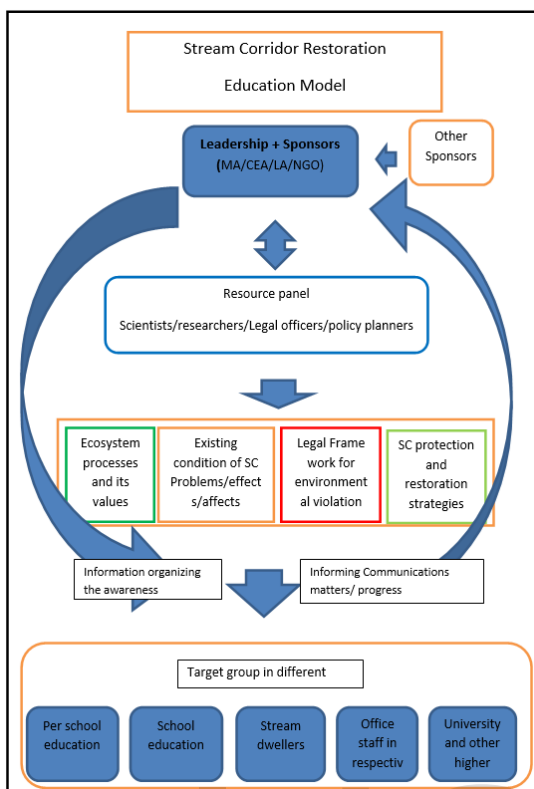 Stream Corridor Restoration
Education Model
Leadership + Sponsors
(MA/CEA/LA/NGO)
Other
Sponsors
Resource panel
Scientists/researchers/Legal officers/policy planners
Ecosystem
processes and its
values
Existing
condition of SC
Problems/effect
s/affects
Legal Frame
work for
environment
al violation
SC protection
and
restoration
strategies
Information organizing
the awareness
Informing Communications
matters/ progress
Target group in different
Per school
education
School
education
Stream
dwellers
Office
staff in
respectiv
University
and other
higher